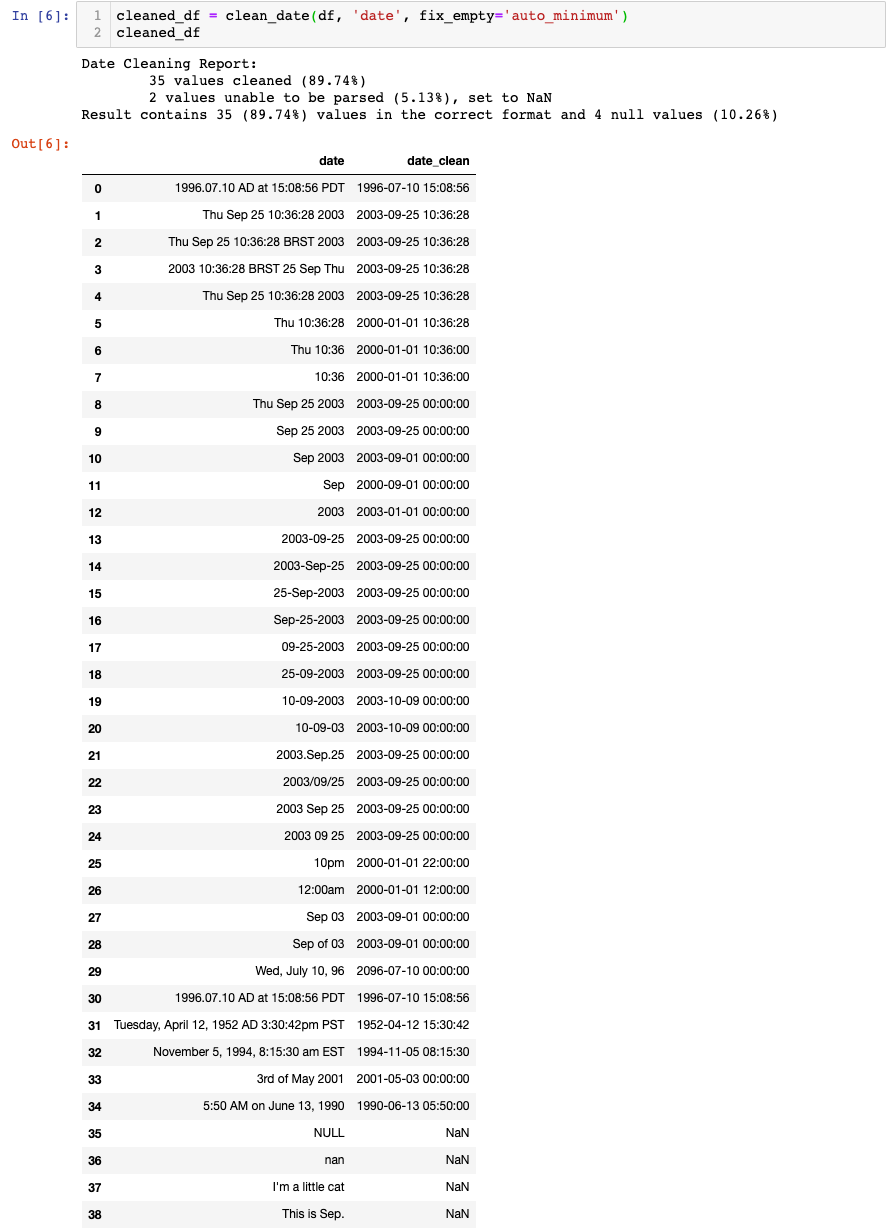 In [6]: 1 cleaned_df = clean_date(df, 'date', fix_empty='auto_minimum')
2 cleaned_df
Date Cleaning Report:
35 values cleaned (89.74%)
2 values unable to be parsed (5.13%), set to NaN
Result contains 35 (89.74%) values in the correct format and 4 null values (10.26%)
Out[6]:
date date_clean
0 1996.07.10 AD at 15:08:56 PDT 1996-07-10 15:08:56
1 Thu Sep 25 10:36:28 2003 2003-09-25 10:36:28
2 Thu Sep 25 10:36:28 BRST 2003 2003-09-25 10:36:28
3 2003 10:36:28 BRST 25 Sep Thu 2003-09-25 10:36:28
4 Thu Sep 25 10:36:28 2003 2003-09-25 10:36:28
5 Thu 10:36:28 2000-01-01 10:36:28
6 Thu 10:36 2000-01-01 10:36:00
7 10:36 2000-01-01 10:36:00
8 Thu Sep 25 2003 2003-09-25 00:00:00
9 Sep 25 2003 2003-09-25 00:00:00
10 Sep 2003 2003-09-01 00:00:00
11 Sep 2000-09-01 00:00:00
12 2003 2003-01-01 00:00:00
13 2003-09-25 2003-09-25 00:00:00
14 2003-Sep-25 2003-09-25 00:00:00
15 25-Sep-2003 2003-09-25 00:00:00
16 Sep-25-2003 2003-09-25 00:00:00
17 09-25-2003 2003-09-25 00:00:00
18 25-09-2003 2003-09-25 00:00:00
19 10-09-2003 2003-10-09 00:00:00
20 10-09-03 2003-10-09 00:00:00
21 2003.Sep.25 2003-09-25 00:00:00
22 2003/09/25 2003-09-25 00:00:00
23 2003 Sep 25 2003-09-25 00:00:00
24 2003 09 25 2003-09-25 00:00:00
25 10pm 2000-01-01 22:00:00
26 12:00am 2000-01-01 12:00:00
27 Sep 03 2003-09-01 00:00:00
28 Sep of 03 2003-09-01 00:00:00
29 Wed, July 10, 96 2096-07-10 00:00:00
30 1996.07.10 AD at 15:08:56 PDT 1996-07-10 15:08:56
31 Tuesday, April 12, 1952 AD 3:30:42pm PST 1952-04-12 15:30:42
32 November 5, 1994, 8:15:30 am EST 1994-11-05 08:15:30
33 3rd of May 2001 2001-05-03 00:00:00
34 5:50 AM on June 13, 1990 1990-06-13 05:50:00
35 NULL NaN
36 nan NaN
37 I'm a little cat NaN
38 This is Sep. NaN